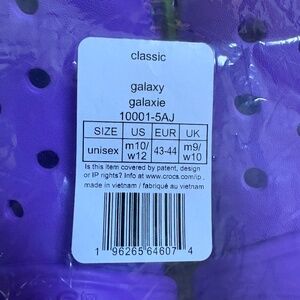 classic
galaxy
galaxie
10001-5AJ
SIZE US EUR UK
unisex m10/ w12 43-44 m9/ w10
Is this item covered by patent, design
or IP rights? Info at www.crocs.com/ip.
made in vietnam / fabriqué au vietnam
1 96265 64607 4